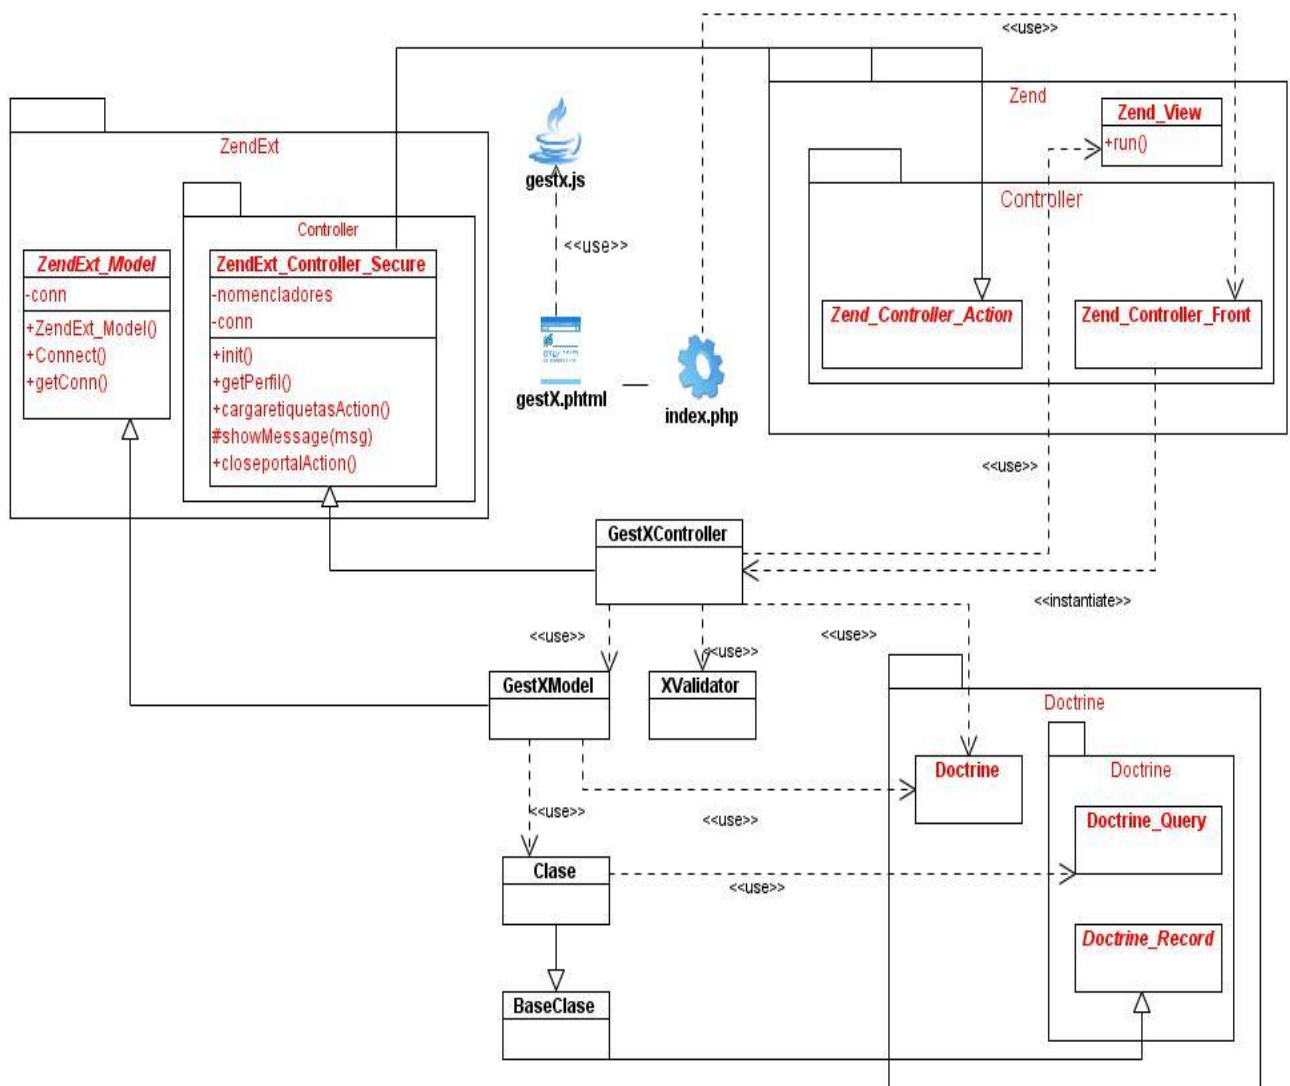 <<use>>
Zend
Zend_View
+run()
ZendExt
gestx.js
Controller
Controller
<<use>>
ZendExt_Model
-conn
+ZendExt_Model()
+Connect()
+getConn()
ZendExt_Controller_Secure
-nomencladores
-conn
+init()
+getPerfil()
+cargaretiquetasAction()
#showMessage(msg)
+closeportalAction()
Zend_Controller_Action
Zend_Controller_Front
gestX.phtml
index.php
<<use>>
GestXController
<<instantiate>>
<<use>>
<<use>>
<<use>>
GestXModel
XValidator
Doctrine
Doctrine
Doctrine
<<use>>
<<use>>
Doctrine_Query
Clase
<<use>>
Doctrine_Record
BaseClase